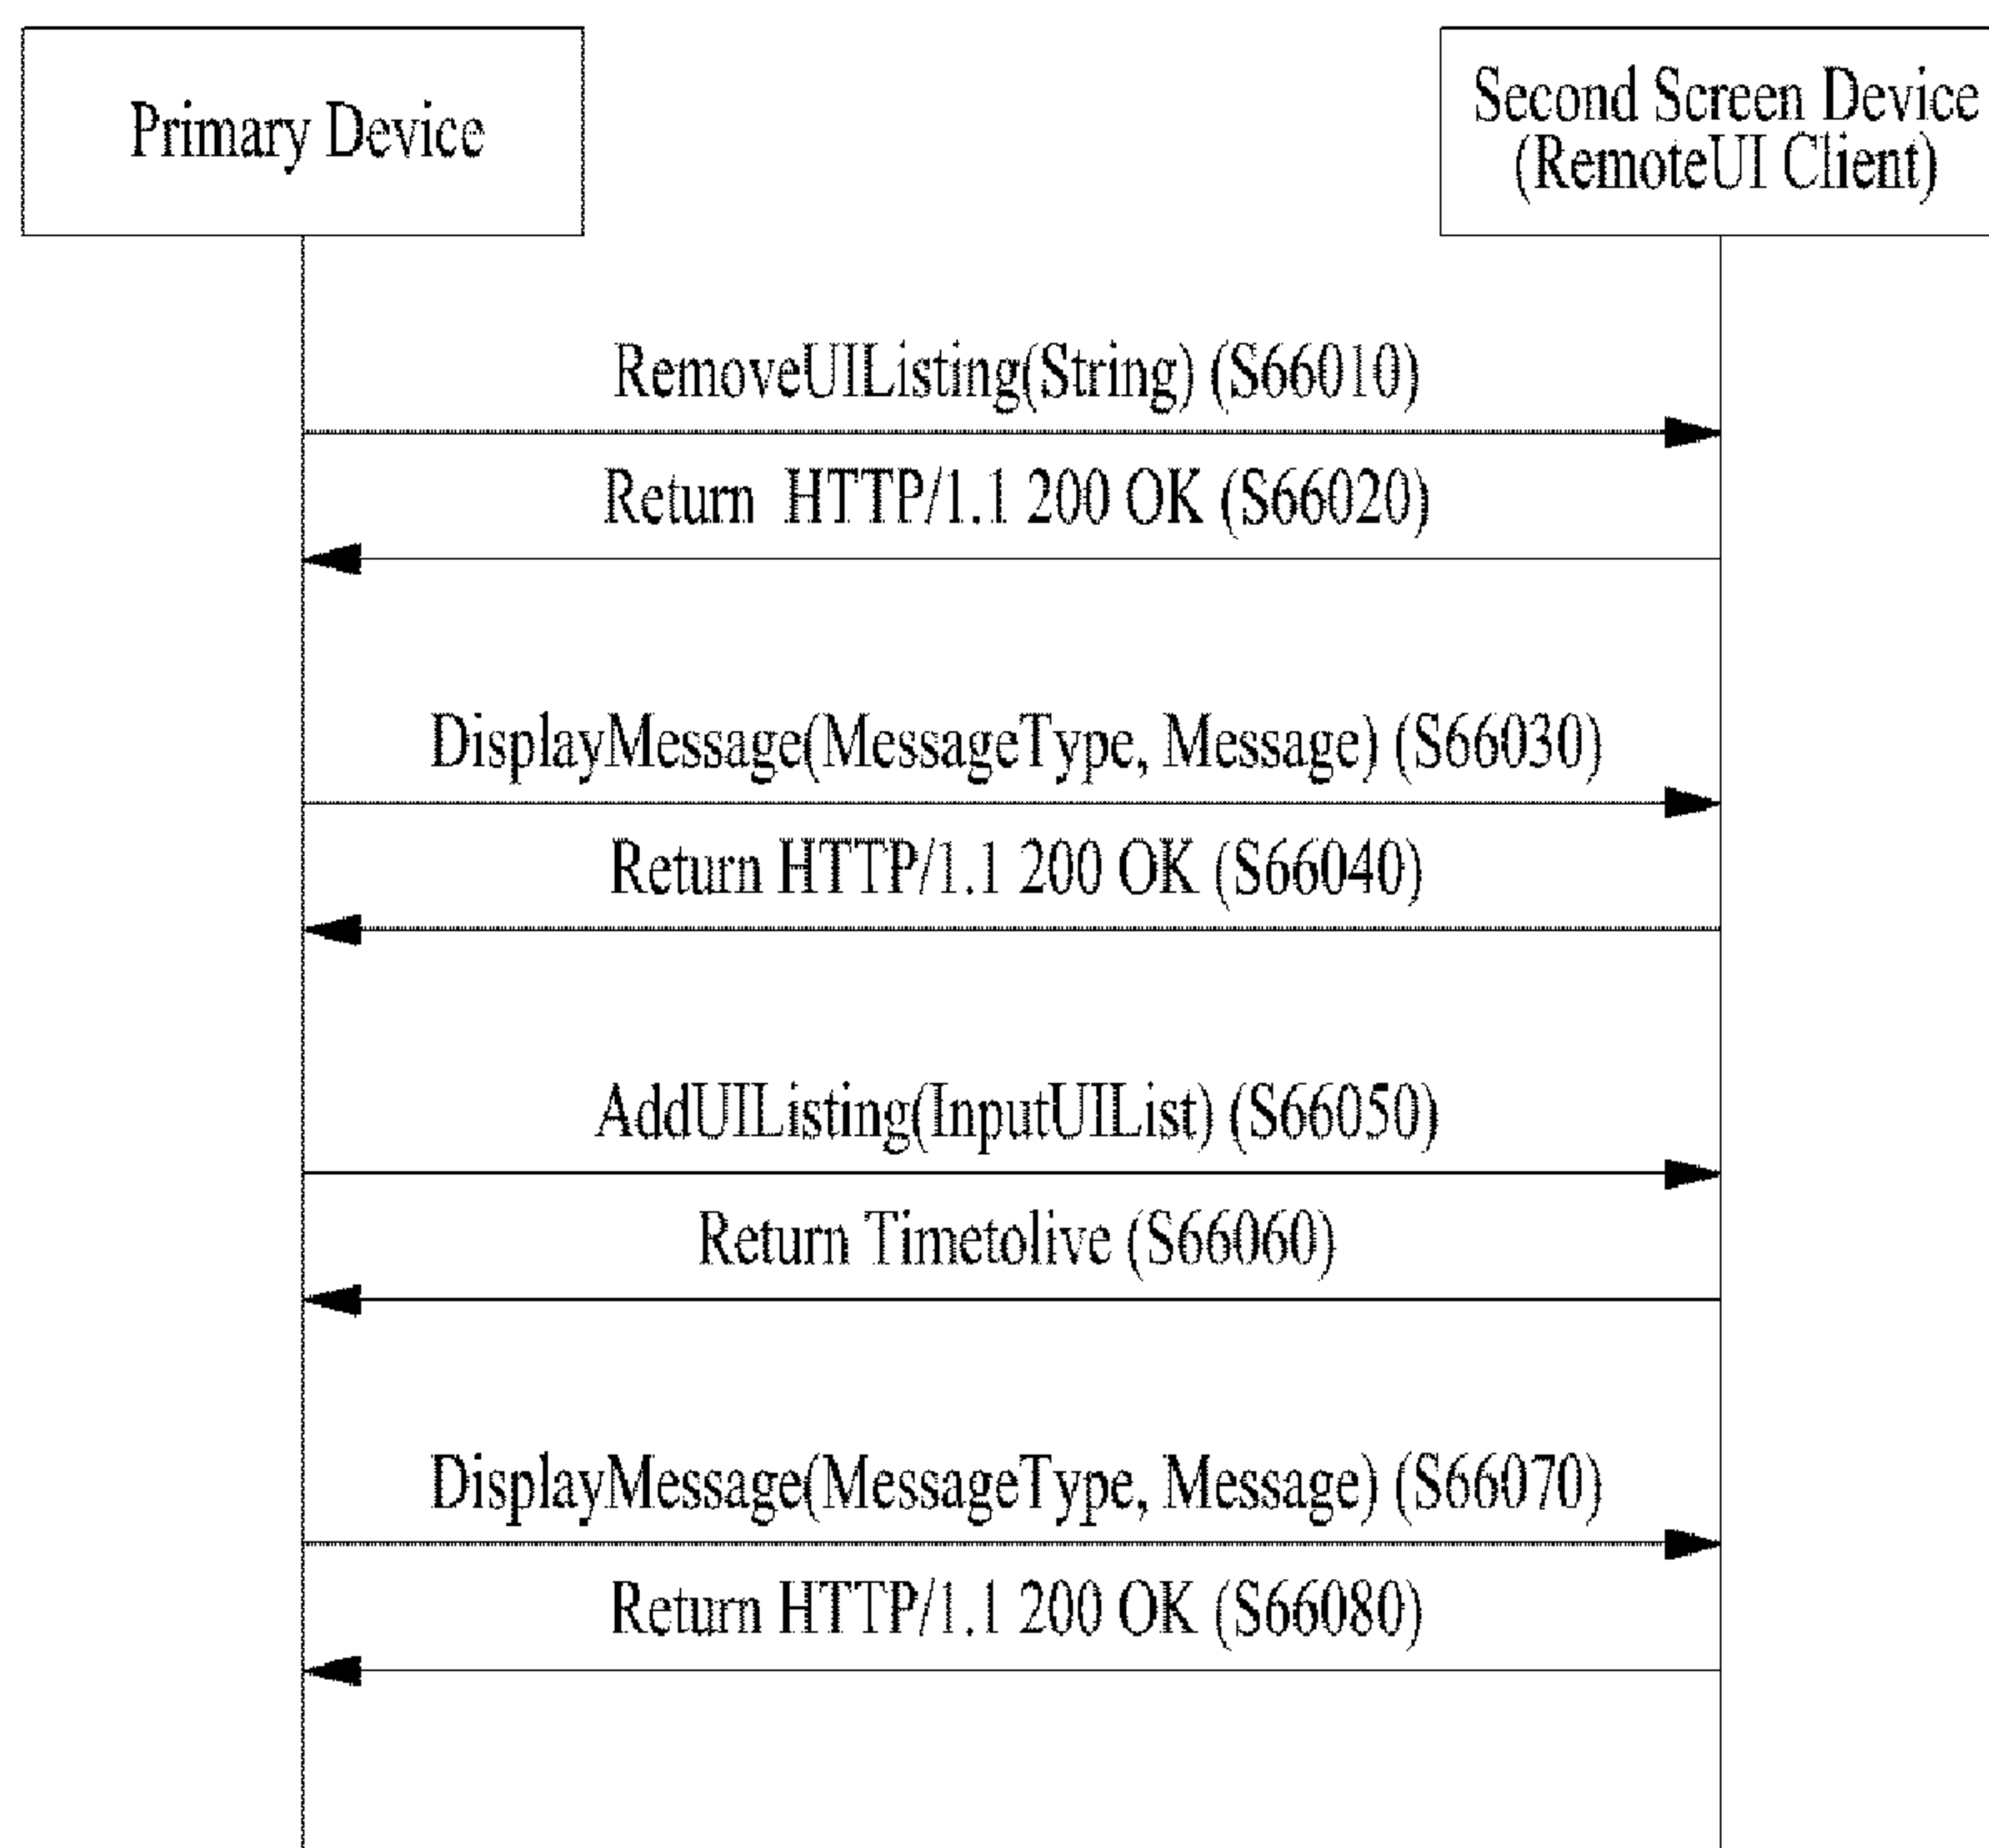 Primary Device
Second Screen Device
(RemoteUI Client)
RemoveUIListing(String) (S66010)
Return HTTP/1.1 200 OK (S66020)
DisplayMessage(MessageType, Message) (S66030)
Return HTTP/1.1 200 OK (S66040)
AddUIListing(InputUIList) (S66050)
Return Timetolive (S66060)
DisplayMessage(MessageType, Message) (S66070)
Return HTTP/1.1 200 OK (S66080)